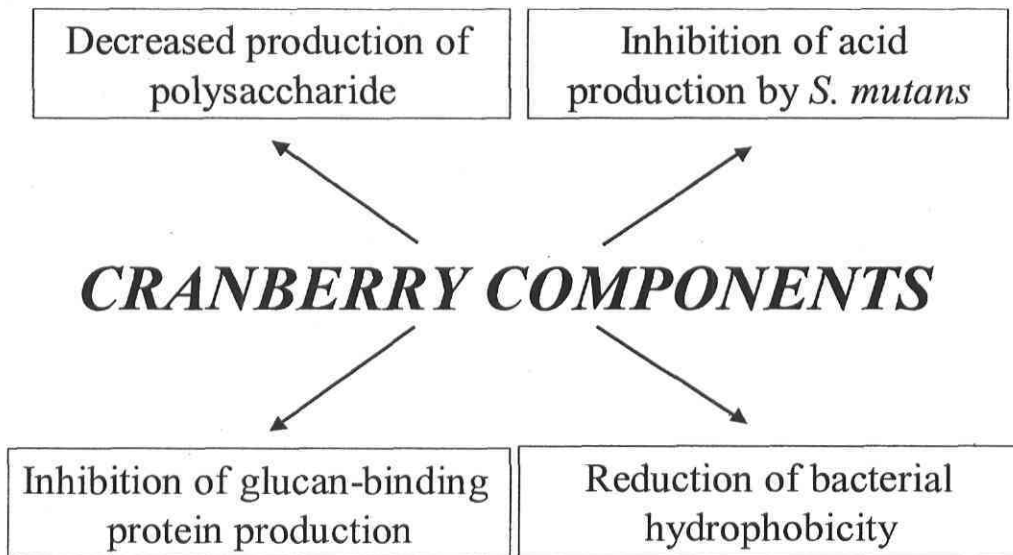 Decreased production of
polysaccharide
Inhibition of acid
production by S. mutans
CRANBERRY COMPONENTS
Inhibition of glucan-binding
protein production
Reduction of bacterial
hydrophobicity